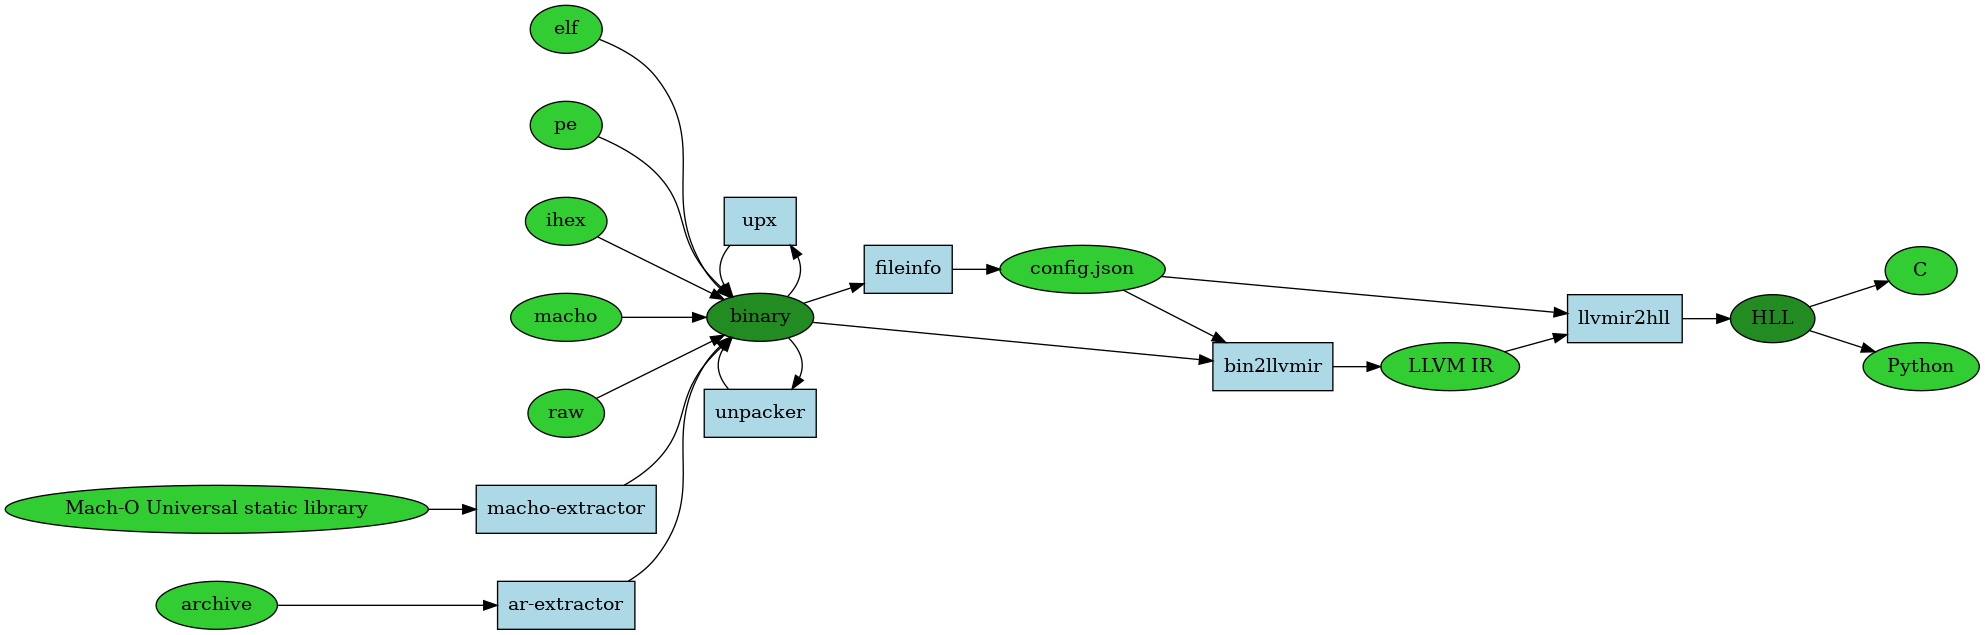 elf
pe
ihex
macho
raw
Mach-O Universal static library
archive
macho-extractor
ar-extractor
upx
binary
unpacker
fileinfo
config.json
bin2llvmir
LLVM IR
llvmir2hll
HLL
C
Python